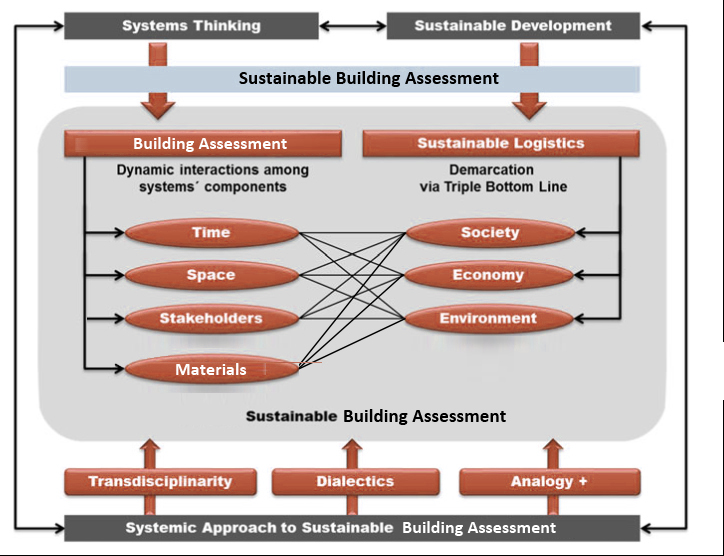 Systems Thinking
Sustainable Development
Sustainable Building Assessment
Building Assessment
Sustainable Logistics
Dynamic interactions among
systems´ components
Demarcation
via Triple Bottom Line
Time
Society
Space
Economy
Stakeholders
Environment
Materials
Sustainable Building Assessment
Transdisciplinarity
Dialectics
Analogy +
Systemic Approach to Sustainable Building Assessment